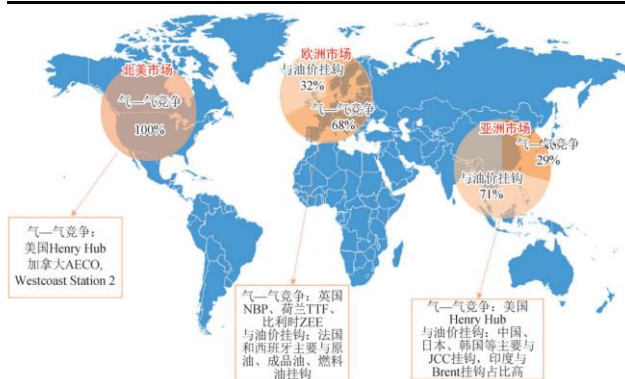 北美市场
气—气竞争
100%
欧洲市场
与油价挂钩
32%
气—气竞争
68%
亚洲市场
气—气竞争
29%
与油价挂钩
71%
气—气竞争：
美国Henry Hub
加拿大AECO,
Westcoast Station 2
气—气竞争：英国
NBP、荷兰TTF、
比利时ZEE
与油价挂钩：法国
和西班牙主要与原
油、成品油、燃料
油挂钩
气—气竞争：美国
Henry Hub
与油价挂钩：中国、
日本、韩国等主要与
JCC挂钩，印度与
Brent挂钩占比高